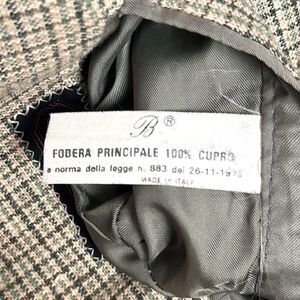 B®
FODERA PRINCIPALE 100% CUPRO
a norma della legge n. 883 del 26-11-1973
MADE IN ITALY